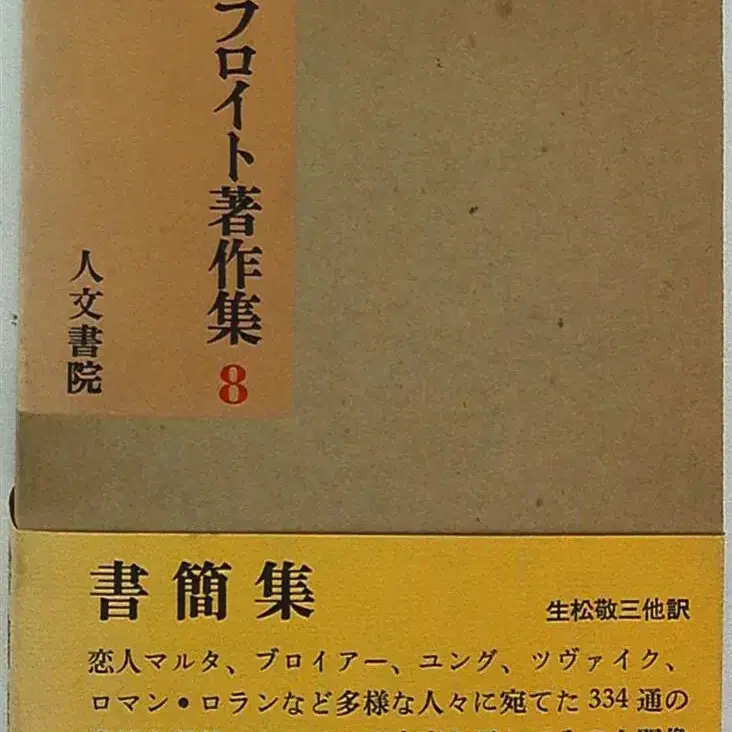 フロイト著作集 8
人文書院
書簡集
生松敬三他訳
恋人マルタ、ブロイアー、ユング、ツヴァイク、
ロマン・ロランなど多様な人々に宛てた 334 通の